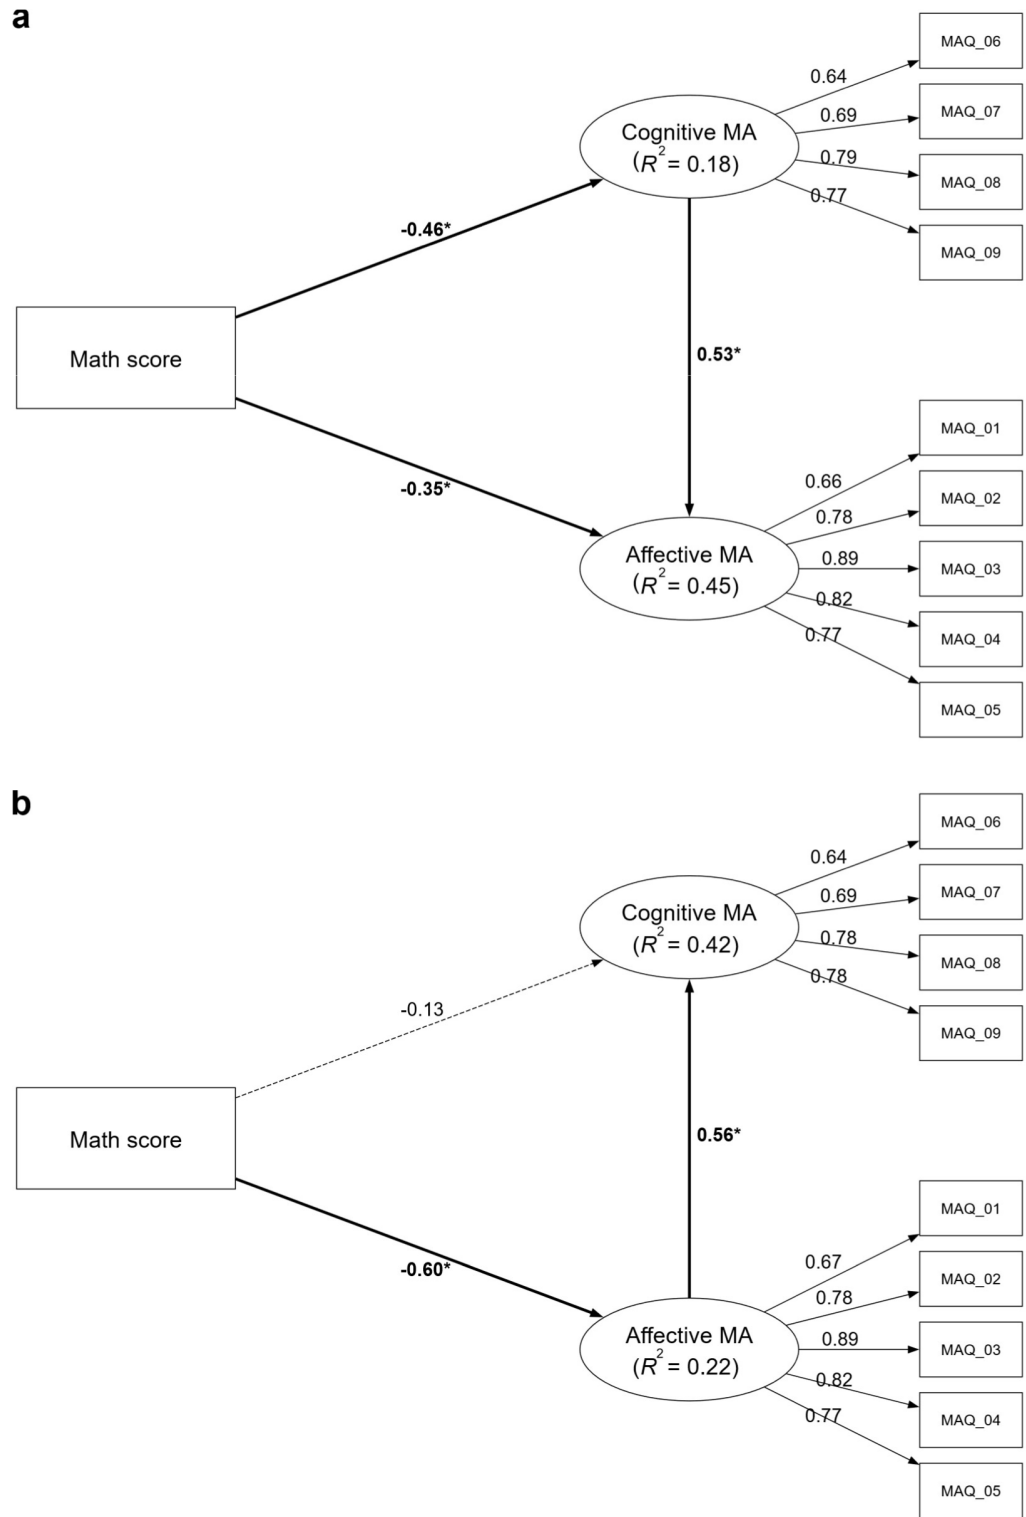 a
MAQ_06
0.64
MAQ_07
0.69
Cognitive MA
(R² = 0.18)
0.79
MAQ_08
0.77
-0.46*
MAQ_09
Math score
0.53*
MAQ_01
0.66
-0.35*
MAQ_02
0.78
Affective MA
(R² = 0.45)
0.89
MAQ_03
0.82
0.77
MAQ_04
MAQ_05
b
MAQ_06
0.64
MAQ_07
0.69
Cognitive MA
(R² = 0.42)
0.78
MAQ_08
0.78
-0.13
MAQ_09
Math score
0.56*
MAQ_01
0.67
-0.60*
MAQ_02
0.78
Affective MA
(R² = 0.22)
0.89
MAQ_03
0.82
0.77
MAQ_04
MAQ_05